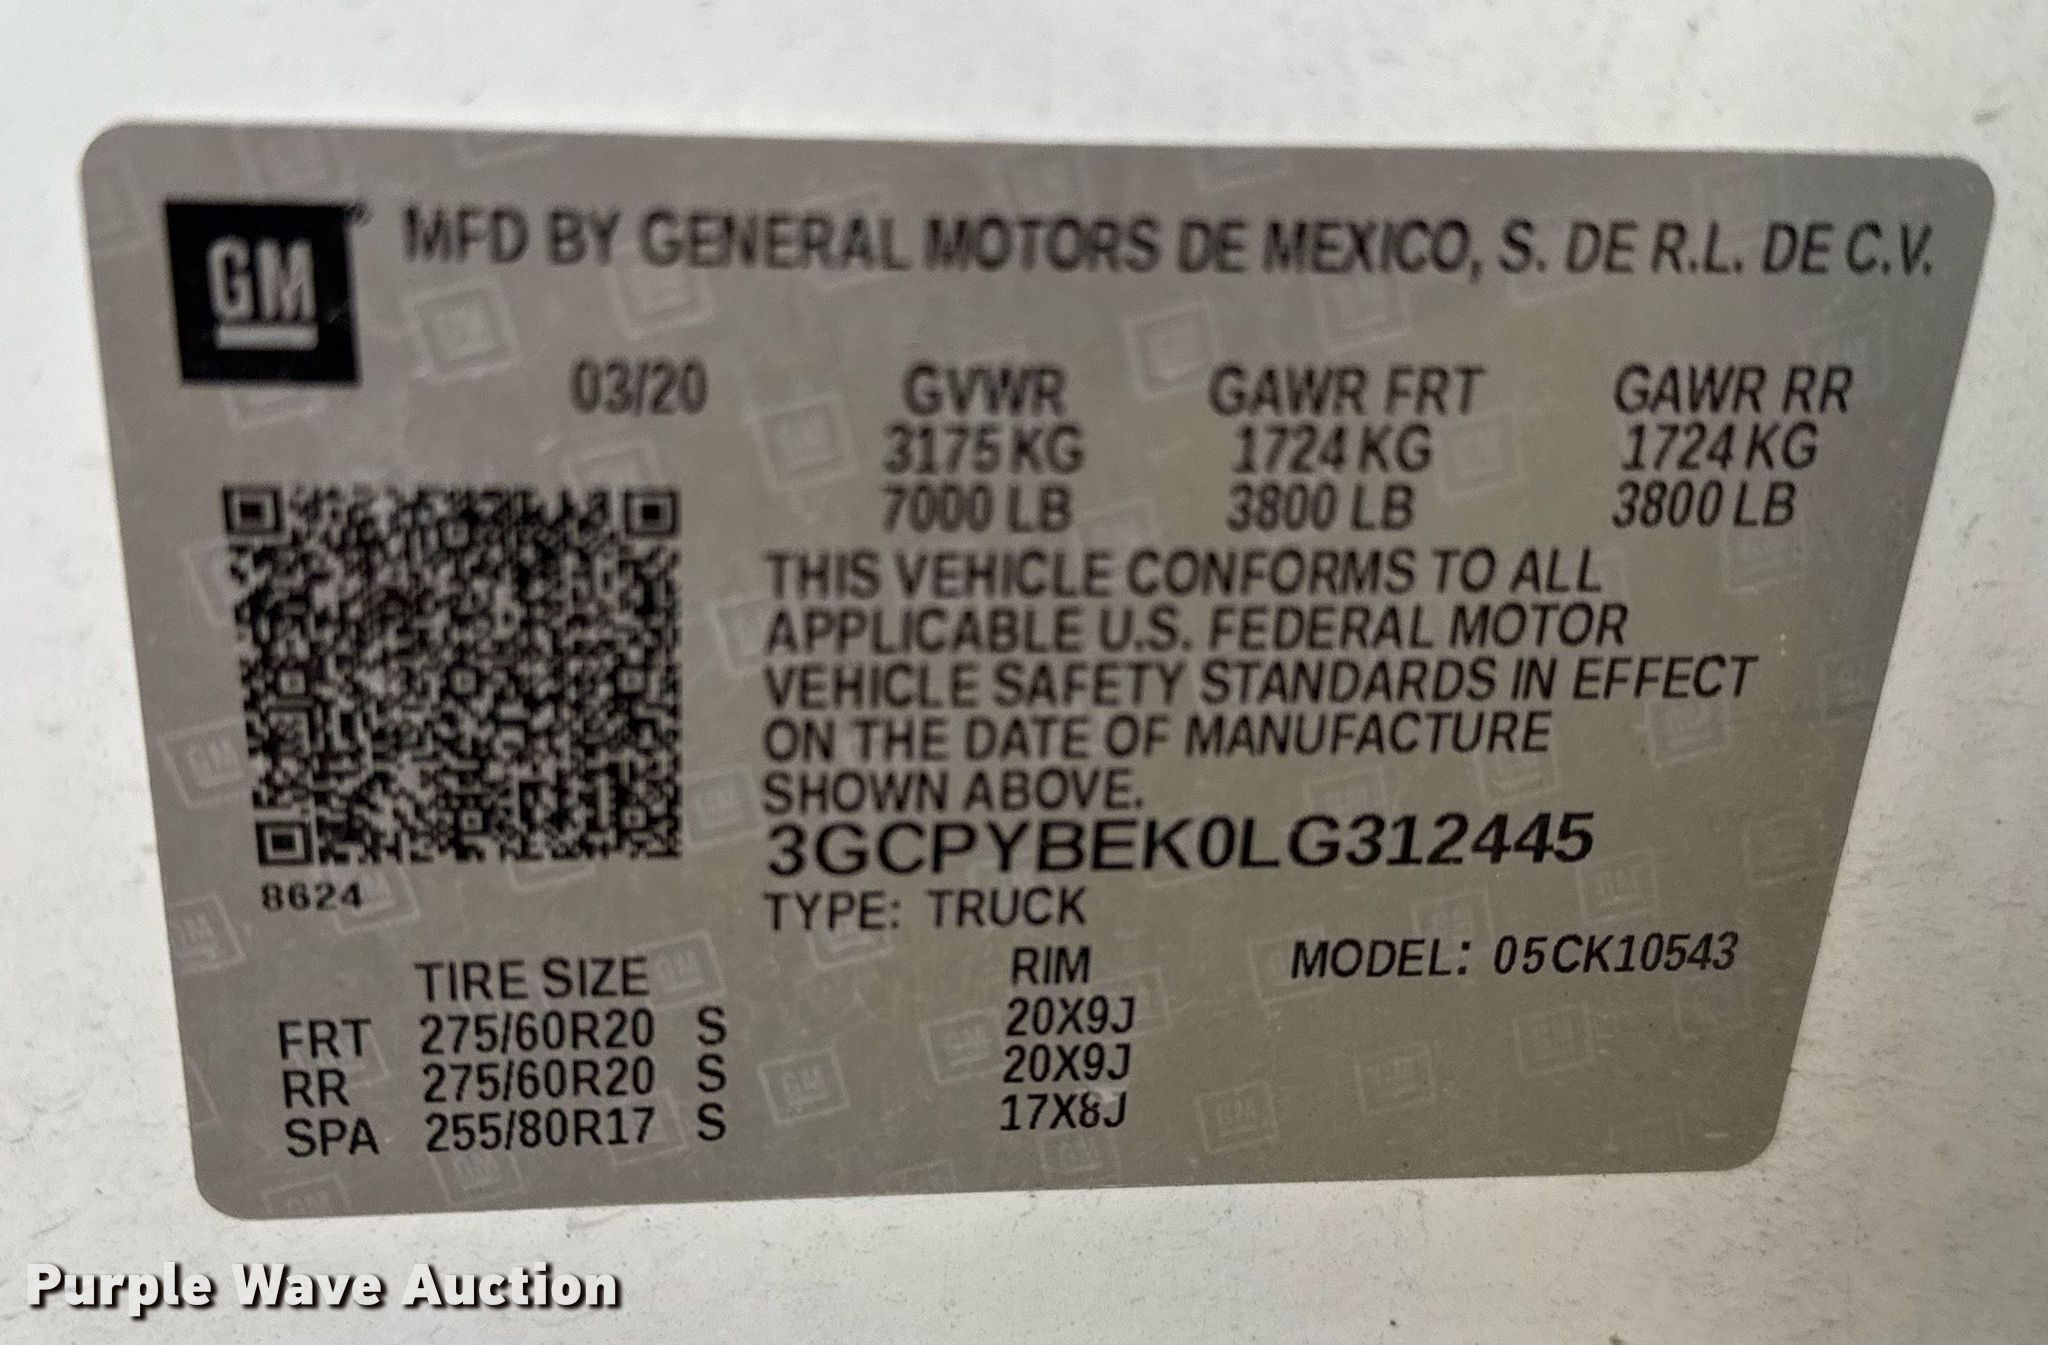 GM
MFD BY GENERAL MOTORS DE MEXICO, S. DE R.L. DE C.V.
03/20 GVWR GAWR FRT GAWR RR
3175 KG 1724 KG 1724 KG
7000 LB 3800 LB 3800 LB
THIS VEHICLE CONFORMS TO ALL
APPLICABLE U.S. FEDERAL MOTOR
VEHICLE SAFETY STANDARDS IN EFFECT
ON THE DATE OF MANUFACTURE
SHOWN ABOVE.
3GCPYBEK0LG312445
8624
TYPE: TRUCK
TIRE SIZE RIM MODEL: 05CK10543
FRT 275/60R20 S 20X9J
RR 275/60R20 S 20X9J
SPA 255/80R17 S 17X8J
Purple Wave Auction